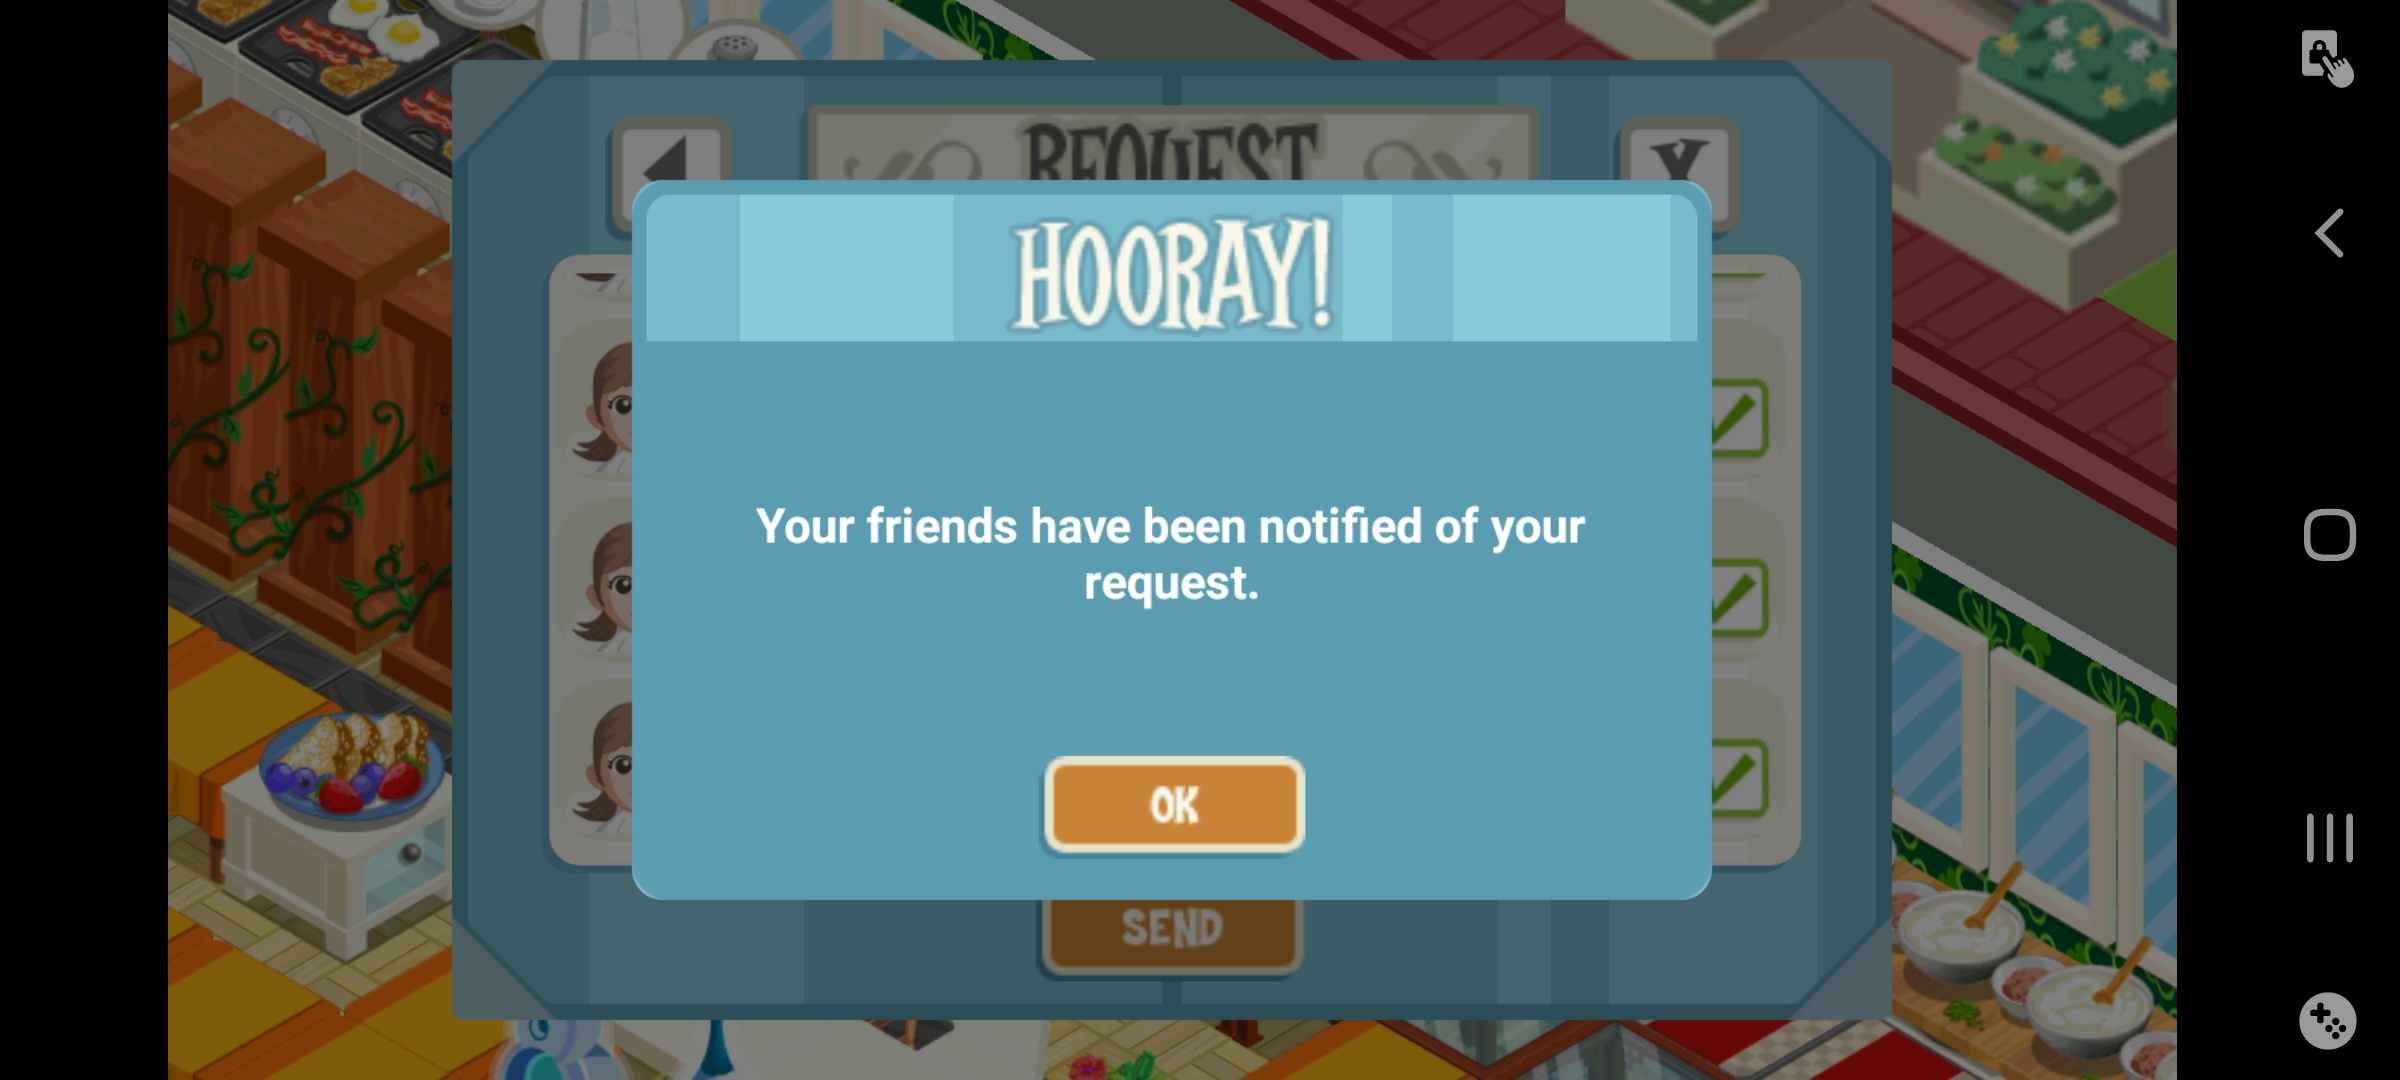 REQUEST
X
HOORAY!
Your friends have been notified of your
request.
OK
SEND